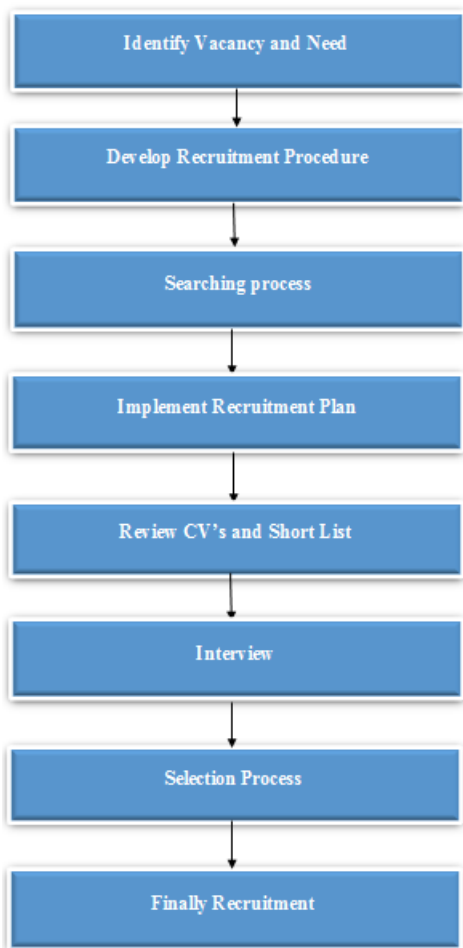 Identify Vacancy and Need
Develop Recruitment Procedure
Searching process
Implement Recruitment Plan
Review CV’s and Short List
Interview
Selection Process
Finally Recruitment